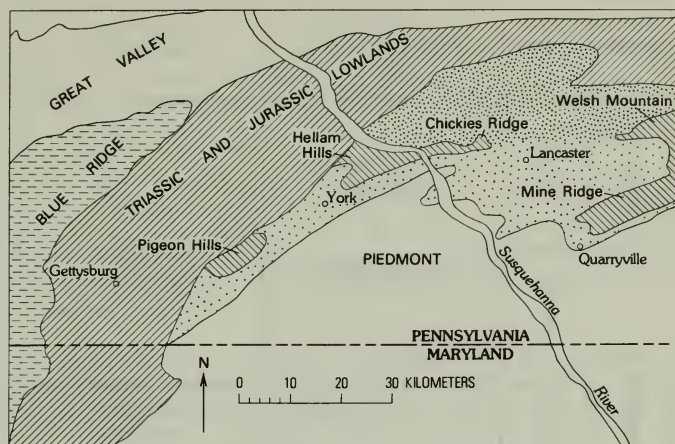 GREAT VALLEY
BLUE RIDGE
TRIASSIC AND JURASSIC LOWLANDS
Welsh Mountain
Chickies Ridge
Hellam
Hills
Lancaster
Mine Ridge
York
Pigeon Hills
Gettysburg
PIEDMONT
Quarryville
Susquehanna
River
PENNSYLVANIA
MARYLAND
N
0 10 20 30 KILOMETERS